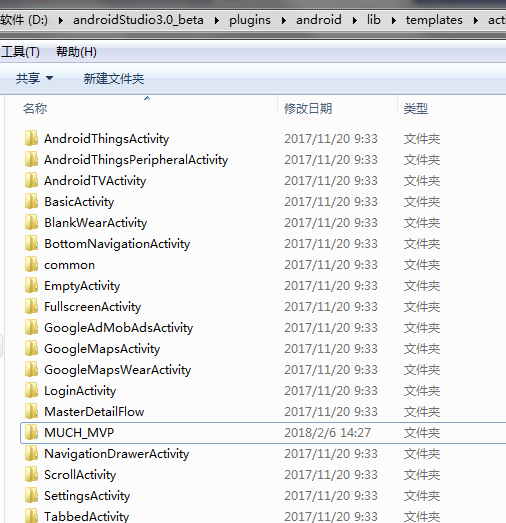 软件 (D:) ▸ androidStudio3.0_beta ▸ plugins ▸ android ▸ lib ▸ templates ▸ act
工具(T) 帮助(H)
共享 新建文件夹
名称 修改日期 类型
AndroidThingsActivity 2017/11/20 9:33 文件夹
AndroidThingsPeripheralActivity 2017/11/20 9:33 文件夹
AndroidTVActivity 2017/11/20 9:33 文件夹
BasicActivity 2017/11/20 9:33 文件夹
BlankWearActivity 2017/11/20 9:33 文件夹
BottomNavigationActivity 2017/11/20 9:33 文件夹
common 2017/11/20 9:33 文件夹
EmptyActivity 2017/11/20 9:33 文件夹
FullscreenActivity 2017/11/20 9:33 文件夹
GoogleAdMobAdsActivity 2017/11/20 9:33 文件夹
GoogleMapsActivity 2017/11/20 9:33 文件夹
GoogleMapsWearActivity 2017/11/20 9:33 文件夹
LoginActivity 2017/11/20 9:33 文件夹
MasterDetailFlow 2017/11/20 9:33 文件夹
MUCH_MVP 2018/2/6 14:27 文件夹
NavigationDrawerActivity 2017/11/20 9:33 文件夹
ScrollActivity 2017/11/20 9:33 文件夹
SettingsActivity 2017/11/20 9:33 文件夹
TabbedActivity 2017/11/20 9:33 文件夹